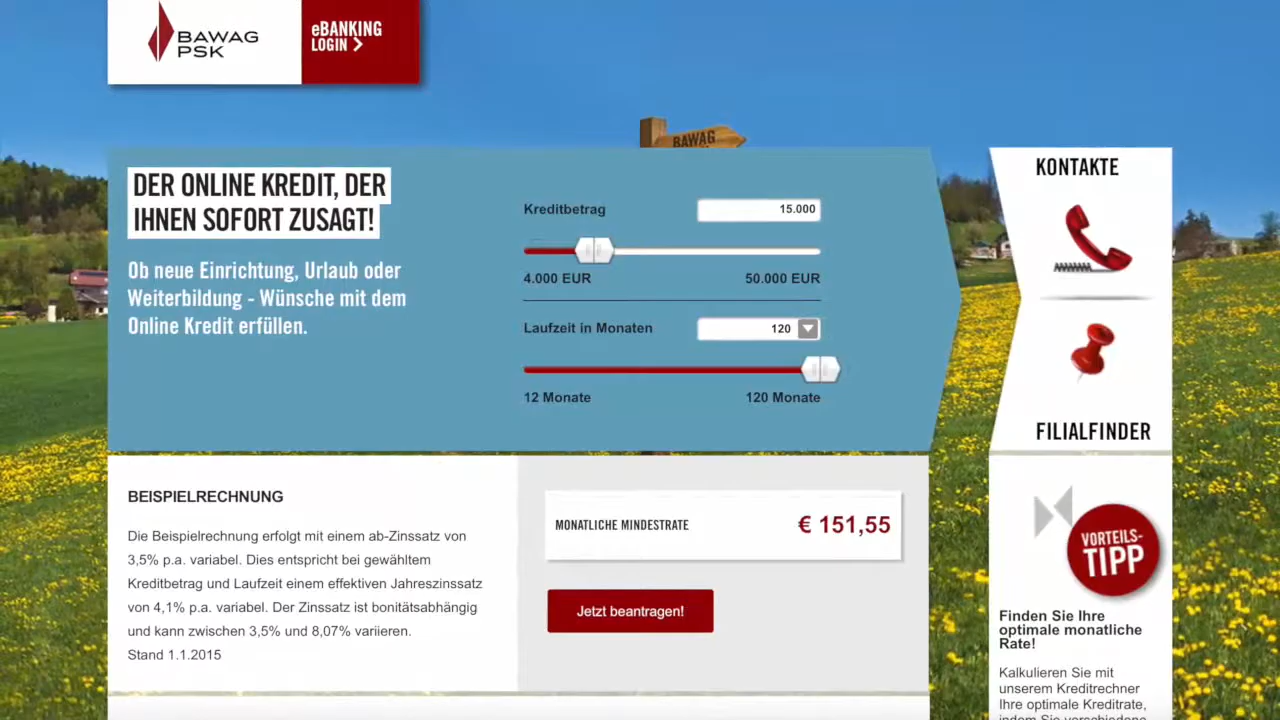 BAWAG
PSK
eBANKING
LOGIN
BAWAG
DER ONLINE KREDIT, DER
IHNEN SOFORT ZUSAGT!
Ob neue Einrichtung, Urlaub oder
Weiterbildung - Wünsche mit dem
Online Kredit erfüllen.
Kreditbetrag 15.000
4.000 EUR 50.000 EUR
Laufzeit in Monaten 120
12 Monate 120 Monate
KONTAKTE
FILIALFINDER
BEISPIELRECHNUNG
Die Beispielrechnung erfolgt mit einem ab-Zinssatz von
3,5% p.a. variabel. Dies entspricht bei gewähltem
Kreditbetrag und Laufzeit einem effektiven Jahreszinssatz
von 4,1% p.a. variabel. Der Zinssatz ist bonitätsabhängig
und kann zwischen 3,5% und 8,07% variieren.
Stand 1.1.2015
MONATLICHE MINDESTRATE € 151,55
Jetzt beantragen!
VORTEILS-
TIPP
Finden Sie Ihre
optimale monatliche
Rate!
Kalkulieren Sie mit
unserem Kreditrechner
Ihre optimale Kreditrate,
indem Sie verschiedene